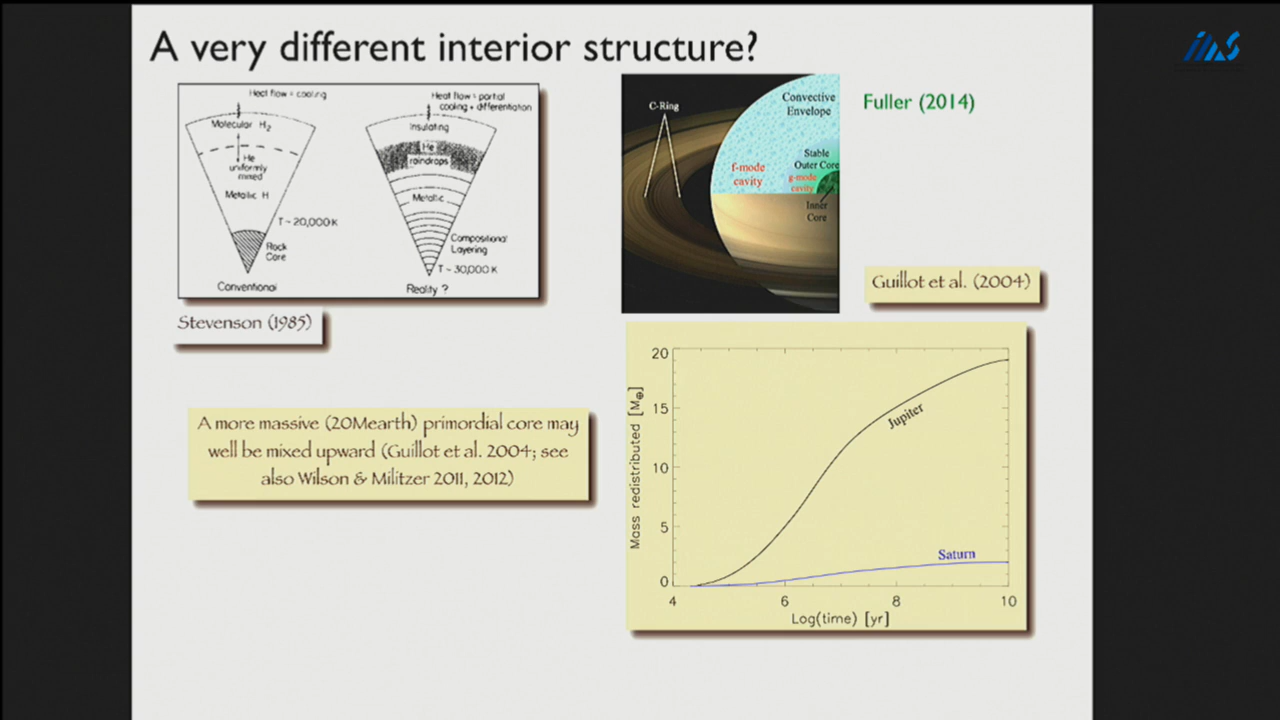 A very different interior structure?
Heat flow = cooling
Molecular H₂
He
uniformly
mixed
Metallic H
T ~ 20,000K
Rock
Core
Conventional
Heat flow = partial
cooling + differentiation
Insulating
He
raindrops
Metallic
Compositional
Layering
T ~ 30,000K
Reality ?
Stevenson (1985)
C-Ring
Convective
Envelope
Stable
Outer Core
f-mode
cavity
g-mode
cavity
Inner
Core
Fuller (2014)
Guillot et al. (2004)
A more massive (20Mearth) primordial core may
well be mixed upward (Guillot et al. 2004; see
also Wilson & Militzer 2011, 2012)
Mass redistributed [M⊕]
20
15
10
5
0
Jupiter
Saturn
4
6
8
10
Log(time) [yr]